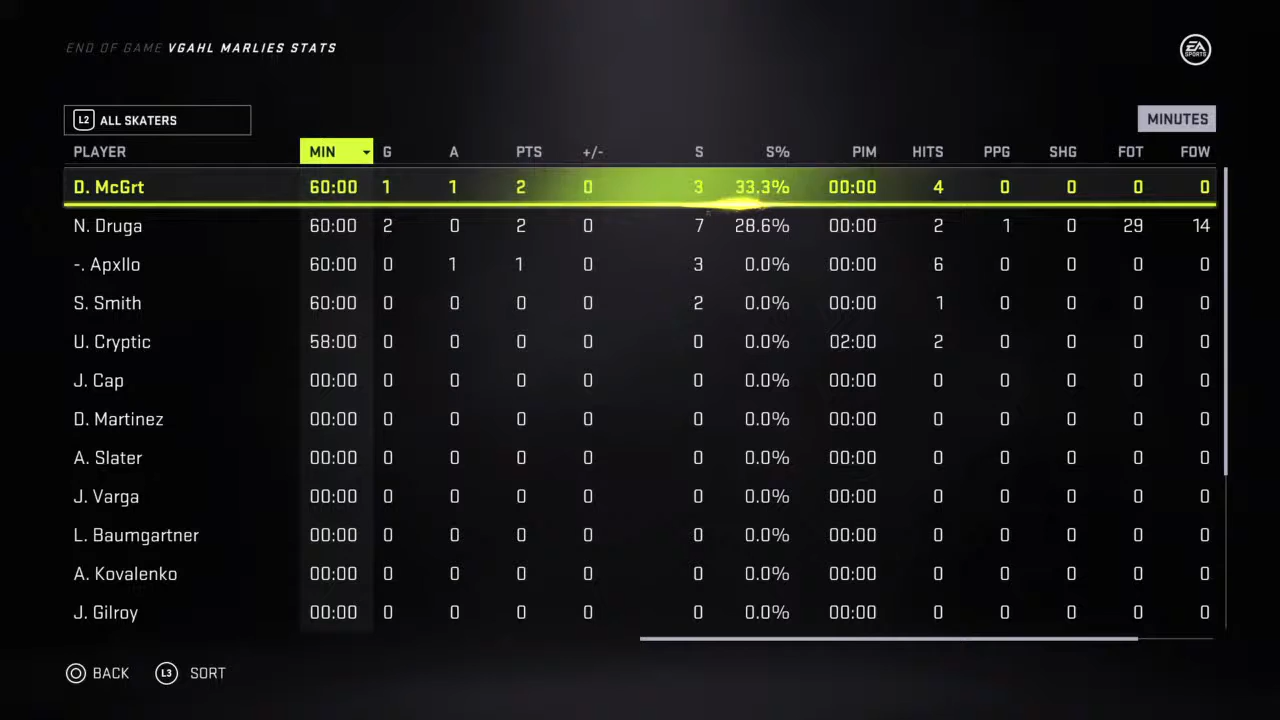 END OF GAME VGAHL MARLIES STATS
EA SPORTS
L2 ALL SKATERS
MINUTES
PLAYER MIN G A PTS +/- S S% PIM HITS PPG SHG FOT FOW
D. McGrt 60:00 1 1 2 0 3 33.3% 00:00 4 0 0 0 0
N. Druga 60:00 2 0 2 0 7 28.6% 00:00 2 1 0 29 14
-. Apxllo 60:00 0 1 1 0 3 0.0% 00:00 6 0 0 0 0
S. Smith 60:00 0 0 0 0 2 0.0% 00:00 1 0 0 0 0
U. Cryptic 58:00 0 0 0 0 0 0.0% 02:00 2 0 0 0 0
J. Cap 00:00 0 0 0 0 0 0.0% 00:00 0 0 0 0 0
D. Martinez 00:00 0 0 0 0 0 0.0% 00:00 0 0 0 0 0
A. Slater 00:00 0 0 0 0 0 0.0% 00:00 0 0 0 0 0
J. Varga 00:00 0 0 0 0 0 0.0% 00:00 0 0 0 0 0
L. Baumgartner 00:00 0 0 0 0 0 0.0% 00:00 0 0 0 0 0
A. Kovalenko 00:00 0 0 0 0 0 0.0% 00:00 0 0 0 0 0
J. Gilroy 00:00 0 0 0 0 0 0.0% 00:00 0 0 0 0 0
BACK L3 SORT